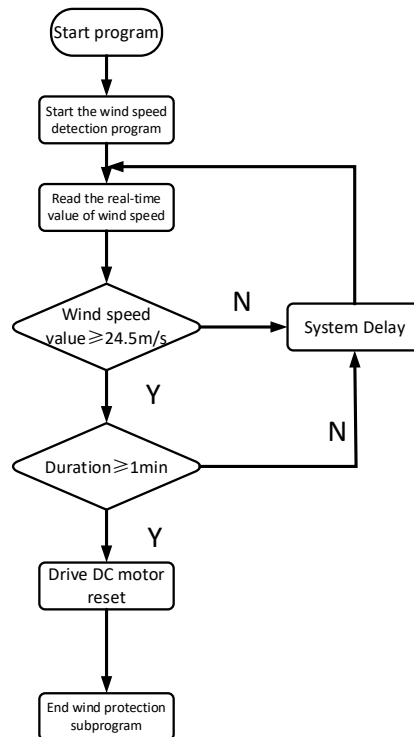 Start program
Start the wind speed
detection program
Read the real-time
value of wind speed
Wind speed
value≥24.5m/s
N
System Delay
Y
N
Duration≥1min
Y
Drive DC motor
reset
End wind protection
subprogram